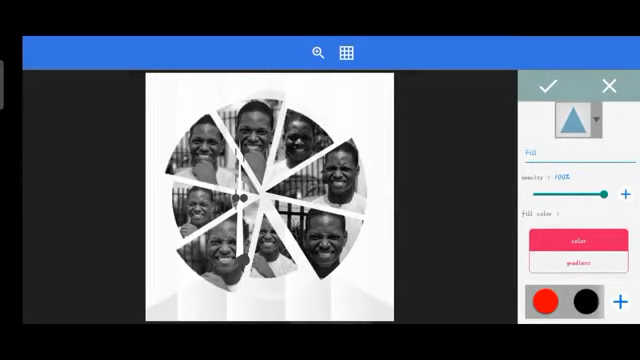 Fill
opacity : 100%
fill color :
color
gradient